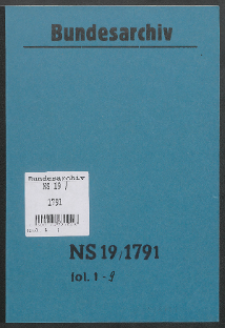 Bundesarchiv
Bundesarchiv
NS 19 /
1791
NS 19/1791
fol. 1-9